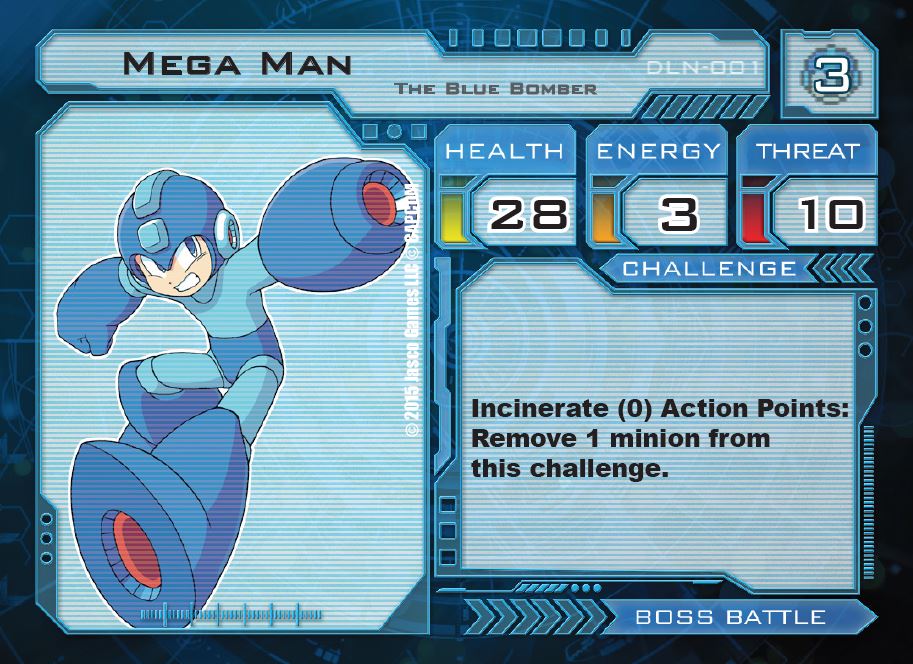 Mega Man
The Blue Bomber
DLN-001
3
HEALTH
28
ENERGY
3
THREAT
10
CHALLENGE
Incinerate (0) Action Points:
Remove 1 minion from
this challenge.
BOSS BATTLE
© 2015 Jasco Games LLC © CAPCOM